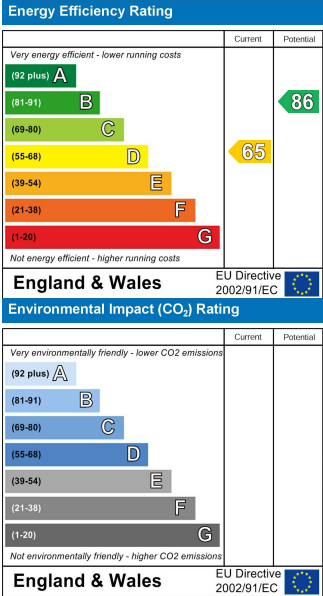 Energy Efficiency Rating
Current Potential
Very energy efficient - lower running costs
(92 plus) A
(81-91) B
86
(69-80) C
(55-68) D
65
(39-54) E
(21-38) F
(1-20) G
Not energy efficient - higher running costs
England & Wales
EU Directive
2002/91/EC
Environmental Impact (CO₂) Rating
Current Potential
Very environmentally friendly - lower CO2 emissions
(92 plus) A
(81-91) B
(69-80) C
(55-68) D
(39-54) E
(21-38) F
(1-20) G
Not environmentally friendly - higher CO2 emissions
England & Wales
EU Directive
2002/91/EC